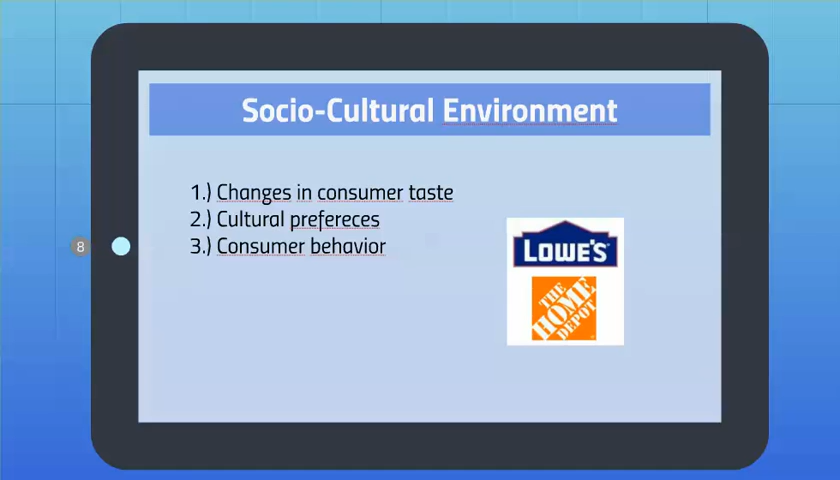 Socio-Cultural Environment
1.) Changes in consumer taste
2.) Cultural prefereces
3.) Consumer behavior
8
LOWE'S
THE
HOME
DEPOT